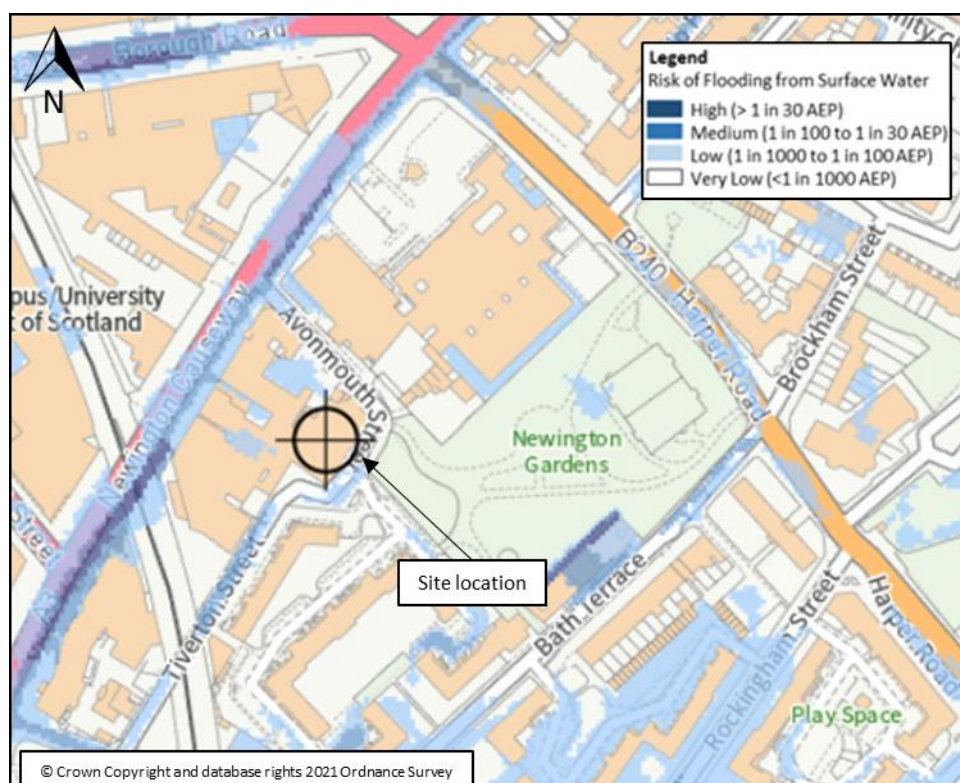 Borough Road
N
Legend
Risk of Flooding from Surface Water
High (> 1 in 30 AEP)
Medium (1 in 100 to 1 in 30 AEP)
Low (1 in 1000 to 1 in 100 AEP)
Very Low (<1 in 1000 AEP)
B240
Harper Road
Brockham Street
pus/University
t of Scotland
Newington Causeway
Avonmouth Street
Newington
Gardens
Street
A3
Tiverton Street
Site location
Bath Terrace
Rockingham Street
Harper Road
Play Space
© Crown Copyright and database rights 2021 Ordnance Survey